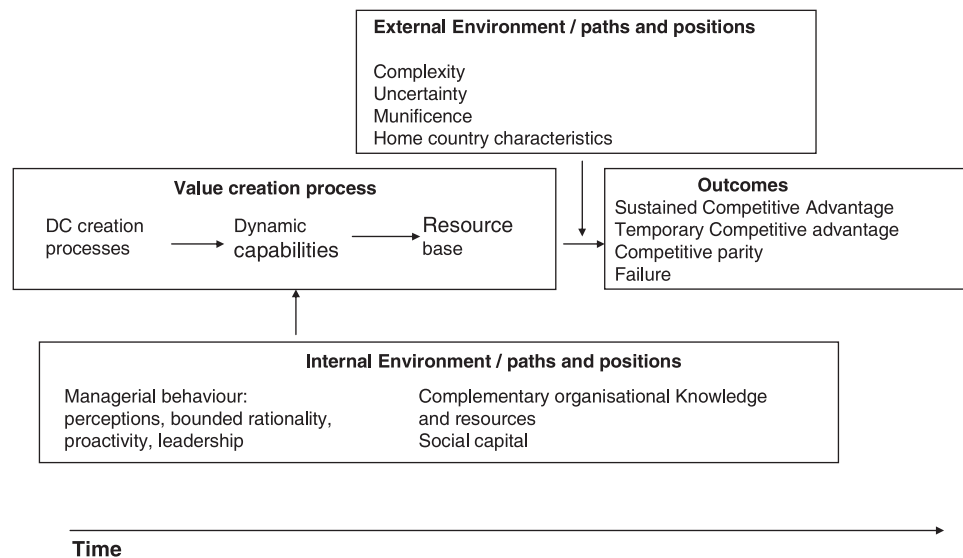 External Environment / paths and positions
Complexity
Uncertainty
Munificence
Home country characteristics
Value creation process
DC creation
processes
Dynamic
capabilities
Resource
base
Outcomes
Sustained Competitive Advantage
Temporary Competitive advantage
Competitive parity
Failure
Internal Environment / paths and positions
Managerial behaviour:
perceptions, bounded rationality,
proactivity, leadership
Complementary organisational Knowledge
and resources
Social capital
Time